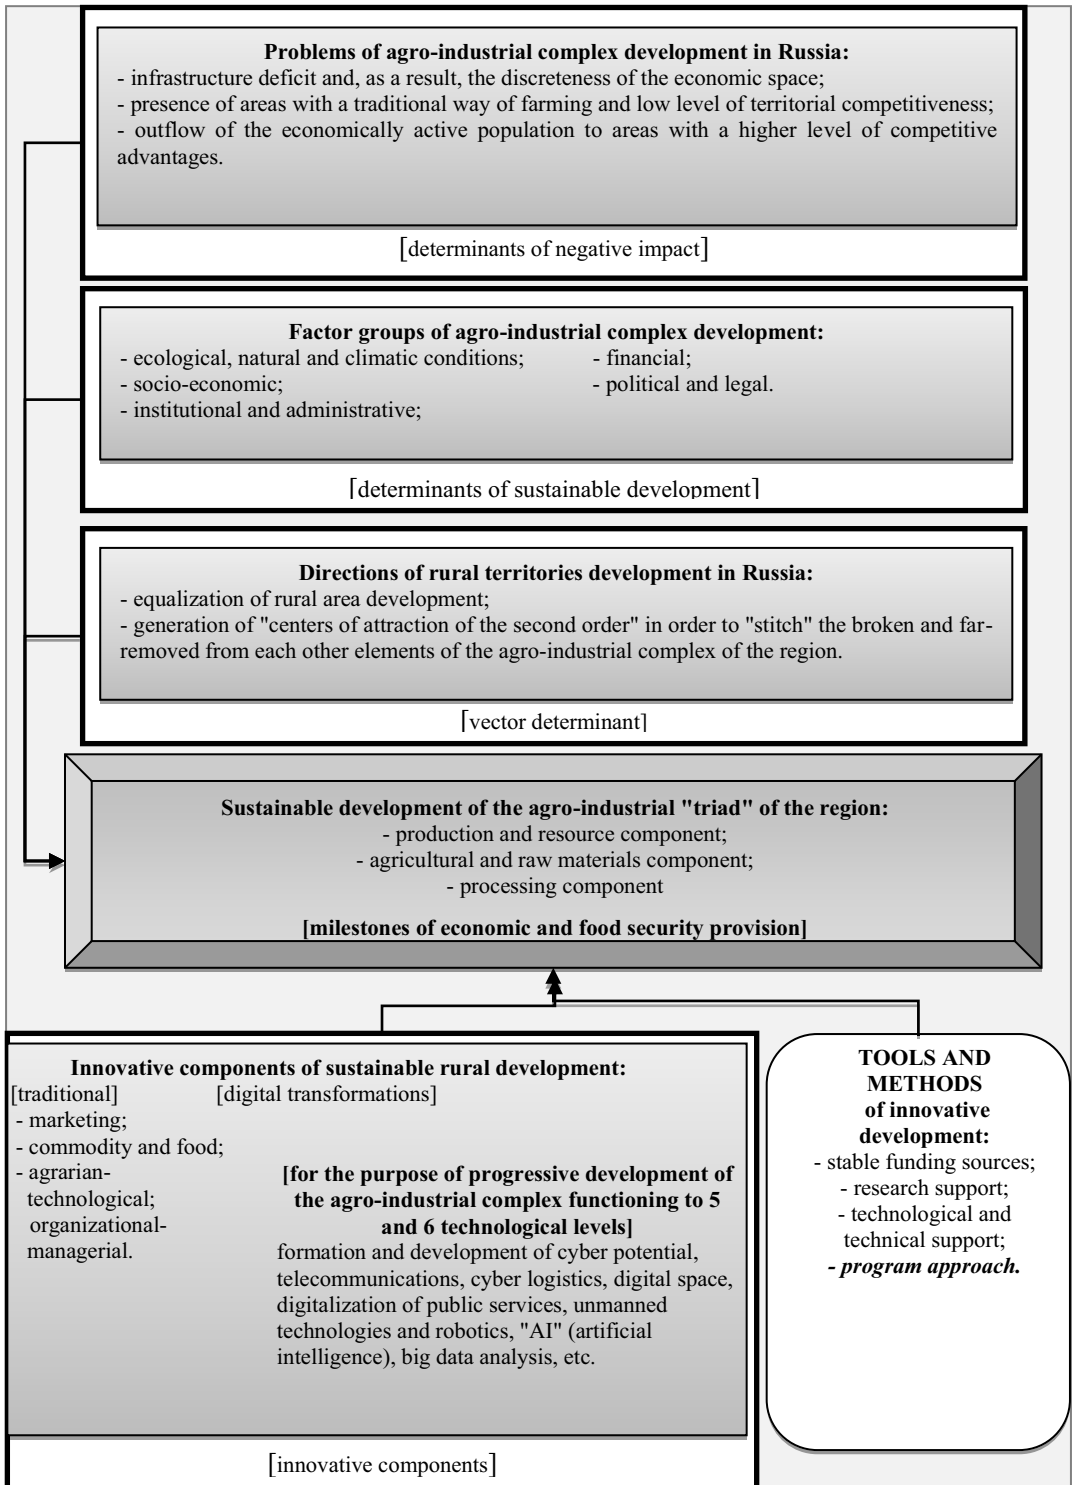 Problems of agro-industrial complex development in Russia:
- infrastructure deficit and, as a result, the discreteness of the economic space;
- presence of areas with a traditional way of farming and low level of territorial competitiveness;
- outflow of the economically active population to areas with a higher level of competitive
advantages.
[determinants of negative impact]
Factor groups of agro-industrial complex development:
- ecological, natural and climatic conditions;
- socio-economic;
- institutional and administrative;
- financial;
- political and legal.
[determinants of sustainable development]
Directions of rural territories development in Russia:
- equalization of rural area development;
- generation of "centers of attraction of the second order" in order to "stitch" the broken and far-
removed from each other elements of the agro-industrial complex of the region.
[vector determinant]
Sustainable development of the agro-industrial "triad" of the region:
- production and resource component;
- agricultural and raw materials component;
- processing component
[milestones of economic and food security provision]
Innovative components of sustainable rural development:
[traditional]
- marketing;
- commodity and food;
- agrarian-
technological;
organizational-
managerial.
[digital transformations]
[for the purpose of progressive development of
the agro-industrial complex functioning to 5
and 6 technological levels]
formation and development of cyber potential,
telecommunications, cyber logistics, digital space,
digitalization of public services, unmanned
technologies and robotics, "AI" (artificial
intelligence), big data analysis, etc.
[innovative components]
TOOLS AND
METHODS
of innovative
development:
- stable funding sources;
- research support;
- technological and
technical support;
- program approach.